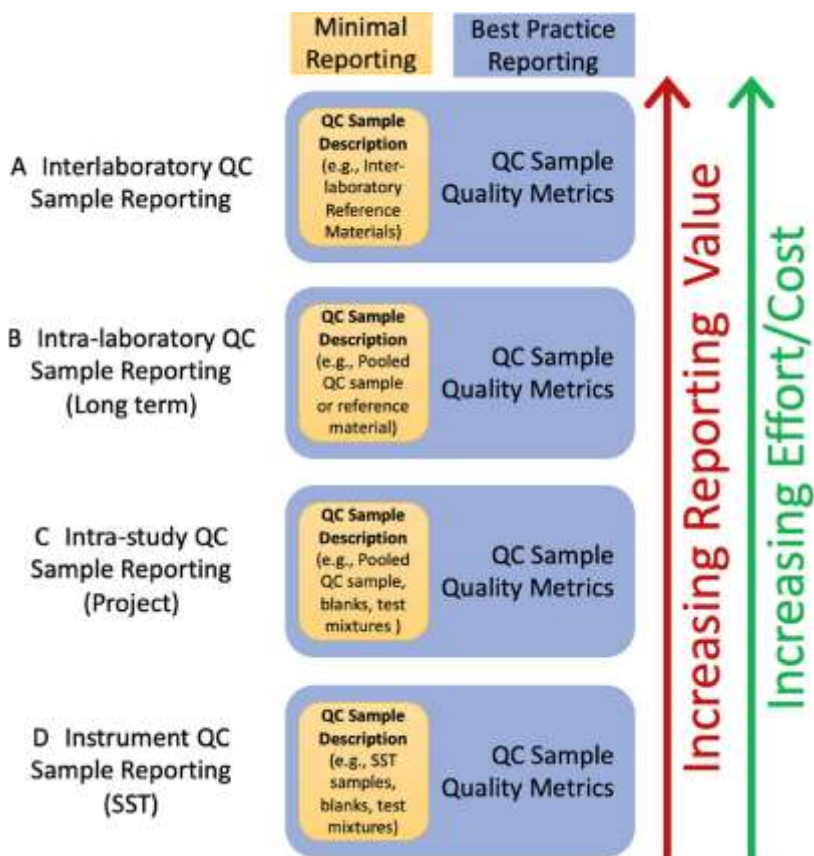 Minimal
Reporting
Best Practice
Reporting
A Interlaboratory QC
Sample Reporting
QC Sample
Description
(e.g., Inter-
laboratory
Reference
Materials)
QC Sample
Quality Metrics
B Intra-laboratory QC
Sample Reporting
(Long term)
QC Sample
Description
(e.g., Pooled
QC sample
or reference
material)
QC Sample
Quality Metrics
C Intra-study QC
Sample Reporting
(Project)
QC Sample
Description
(e.g., Pooled
QC sample,
blanks, test
mixtures )
QC Sample
Quality Metrics
D Instrument QC
Sample Reporting
(SST)
QC Sample
Description
(e.g., SST
samples,
blanks, test
mixtures)
QC Sample
Quality Metrics
Increasing Reporting Value
Increasing Effort/Cost